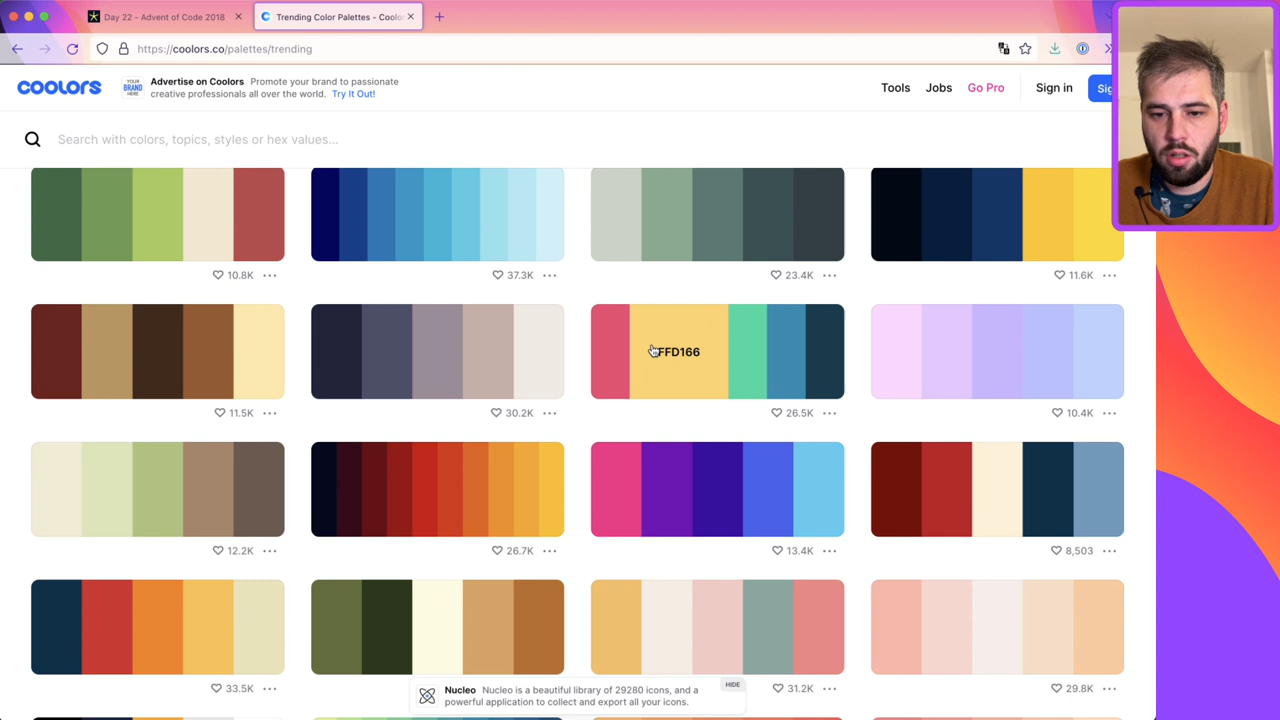 Day 22 - Advent of Code 2018
Trending Color Palettes - Coolor
https://coolors.co/palettes/trending
coolors
YOUR
BRAND
HERE
Advertise on Coolors Promote your brand to passionate
creative professionals all over the world. Try It Out!
Tools
Jobs
Go Pro
Sign in
Sig
Search with colors, topics, styles or hex values...
10.8K
37.3K
23.4K
11.6K
FFD166
11.5K
30.2K
26.5K
10.4K
12.2K
26.7K
13.4K
8,503
33.5K
31.2K
29.8K
Nucleo Nucleo is a beautiful library of 29280 icons, and a
powerful application to collect and export all your icons.
HIDE